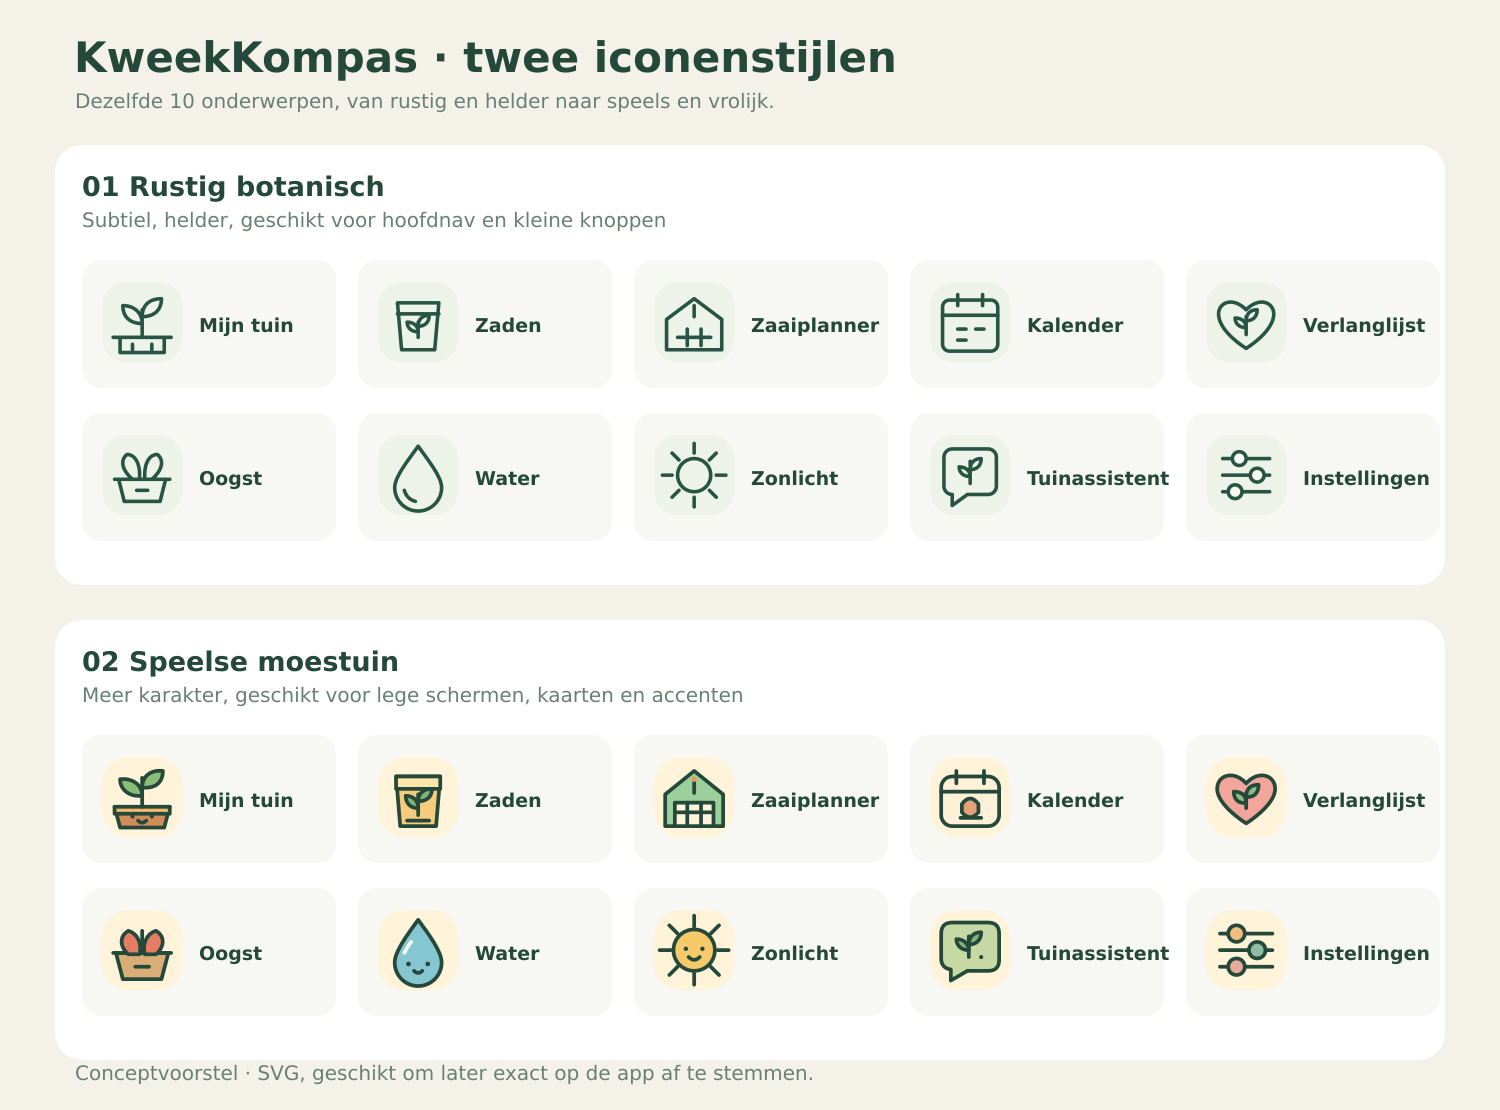 KweekKompas · twee iconenstijlen
Dezelfde 10 onderwerpen, van rustig en helder naar speels en vrolijk.
01 Rustig botanisch
Subtiel, helder, geschikt voor hoofdnav en kleine knoppen
Mijn tuin
Zaden
Zaaiplanner
Kalender
Verlanglijst
Oogst
Water
Zonlicht
Tuinassistent
Instellingen
02 Speelse moestuin
Meer karakter, geschikt voor lege schermen, kaarten en accenten
Mijn tuin
Zaden
Zaaiplanner
Kalender
Verlanglijst
Oogst
Water
Zonlicht
Tuinassistent
Instellingen
Conceptvoorstel · SVG, geschikt om later exact op de app af te stemmen.